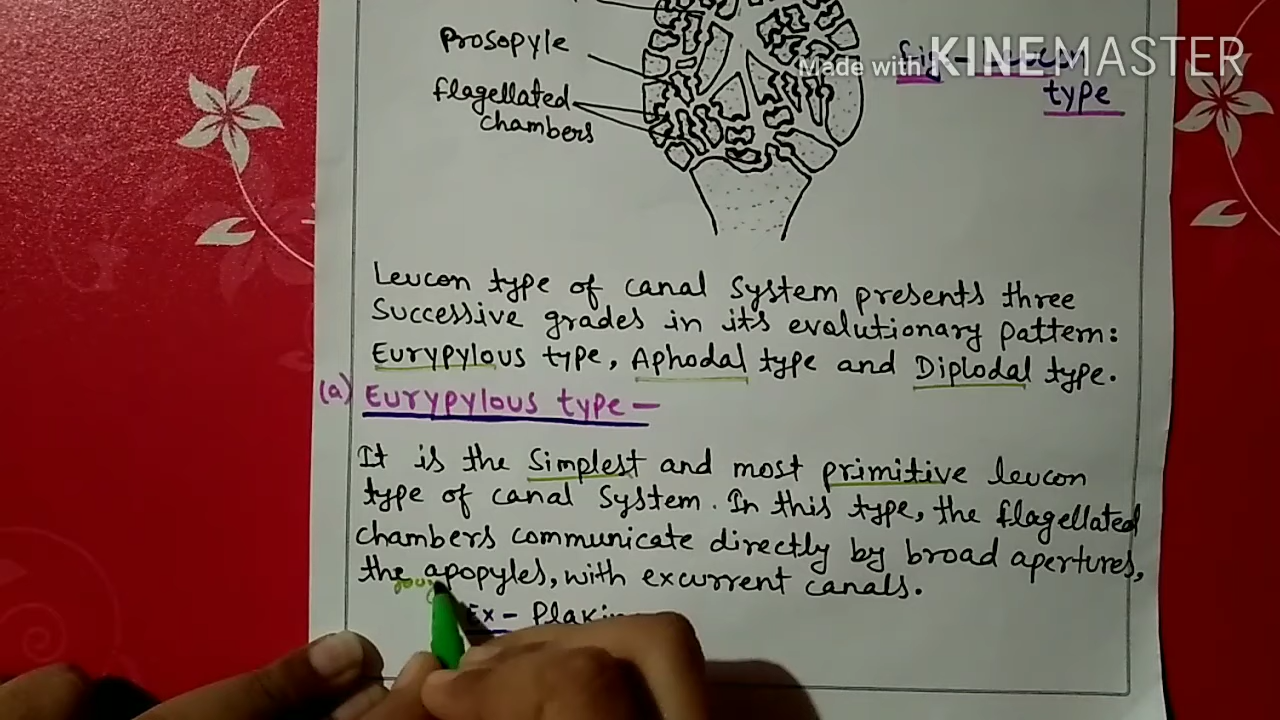 Prosopyle
flagellated
chambers
Made with KINEMASTER
type
Leucon type of canal system presents three
Successive grades in its evolutionary pattern:
Eurypylous type, Aphodal type and Diplodal type.
(a) Eurypylous type -
It is the Simplest and most primitive leucon
type of canal System. In this type, the flagellated
chambers communicate directly by broad apertures,
the apopyles, with excurrent canals.
Ex -